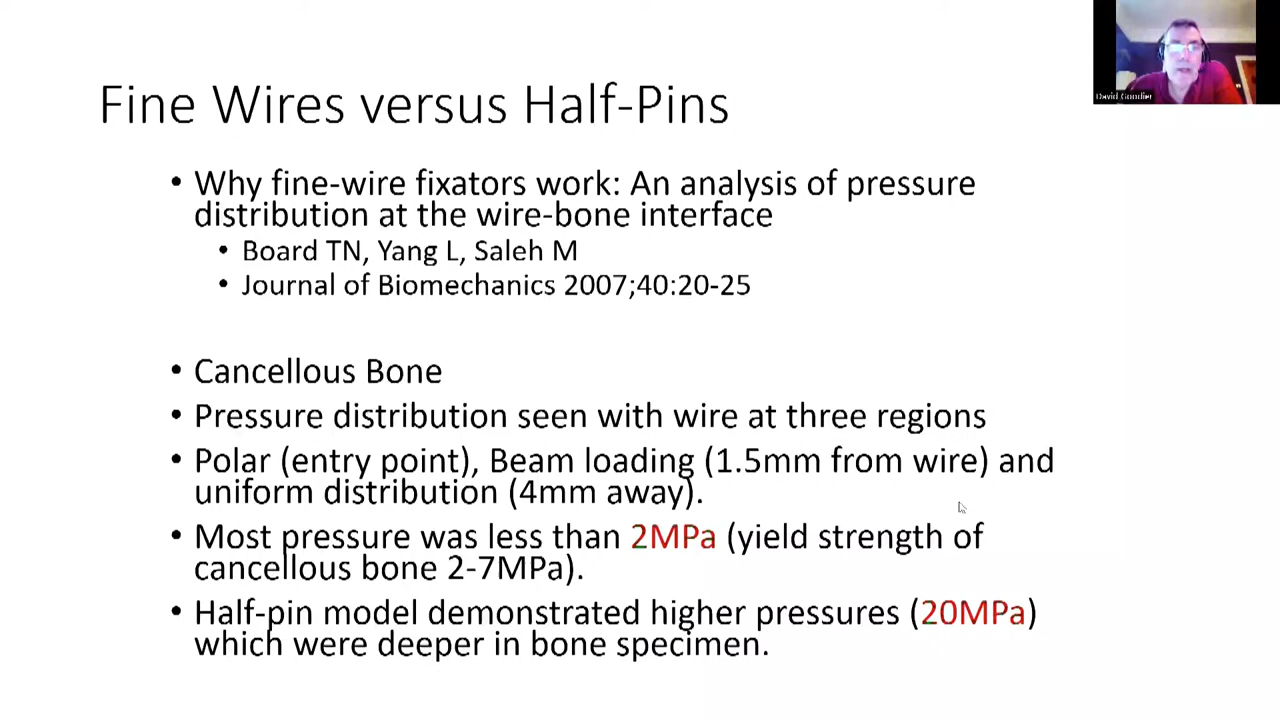 David Goodier
Fine Wires versus Half-Pins
• Why fine-wire fixators work: An analysis of pressure
distribution at the wire-bone interface
• Board TN, Yang L, Saleh M
• Journal of Biomechanics 2007;40:20-25
• Cancellous Bone
• Pressure distribution seen with wire at three regions
• Polar (entry point), Beam loading (1.5mm from wire) and
uniform distribution (4mm away).
• Most pressure was less than 2MPa (yield strength of
cancellous bone 2-7MPa).
• Half-pin model demonstrated higher pressures (20MPa)
which were deeper in bone specimen.